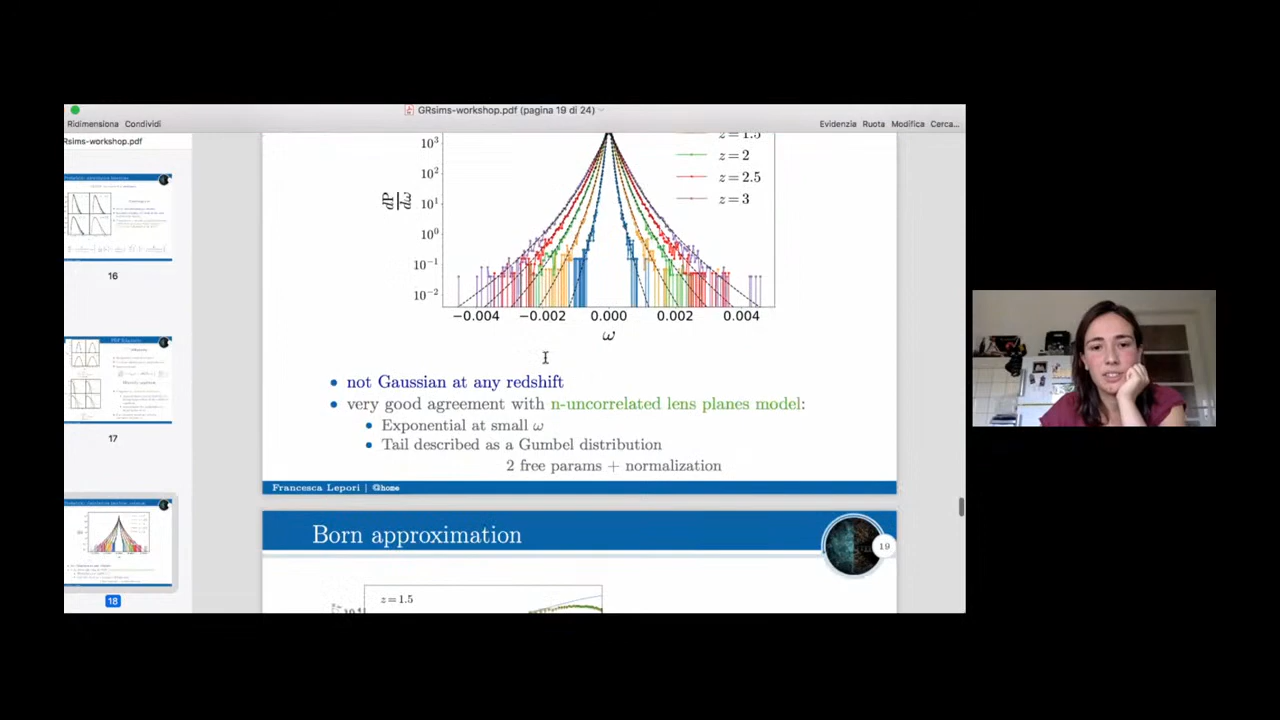 GRsims-workshop.pdf (pagina 19 di 24)
Ridimensiona Condividi
Evidenzia Ruota Modifica Cerca...
Rsims-workshop.pdf
16
17
18
10³
10²
10¹
10⁰
10⁻¹
10⁻²
dP/dω
z = 1.5
z = 2
z = 2.5
z = 3
−0.004 −0.002 0.000 0.002 0.004
ω
• not Gaussian at any redshift
• very good agreement with n-uncorrelated lens planes model:
• Exponential at small ω
• Tail described as a Gumbel distribution
2 free params + normalization
Francesca Lepori | @home
Born approximation
19
z = 1.5